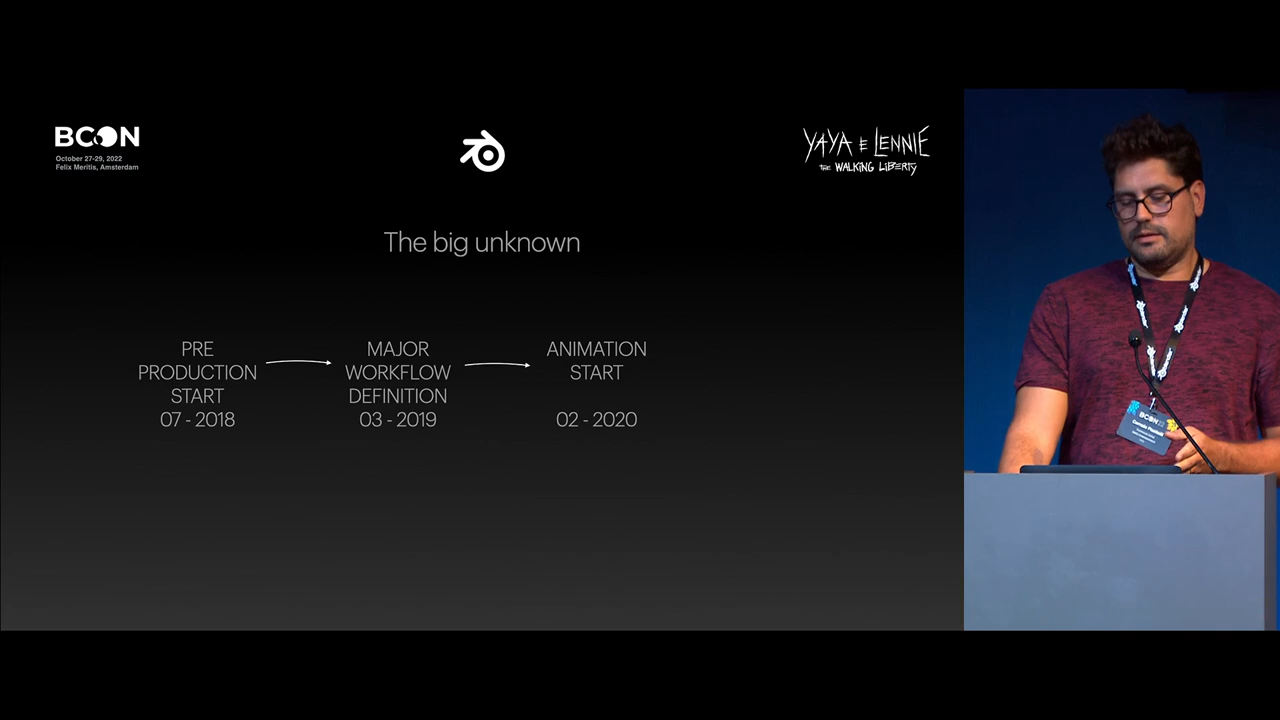 BCON
October 27-29, 2022
Felix Meritis, Amsterdam
YAYA E LENNIE
THE WALKING LIBERTY
The big unknown
PRE
PRODUCTION
START
07 - 2018
MAJOR
WORKFLOW
DEFINITION
03 - 2019
ANIMATION
START
02 - 2020
BCON